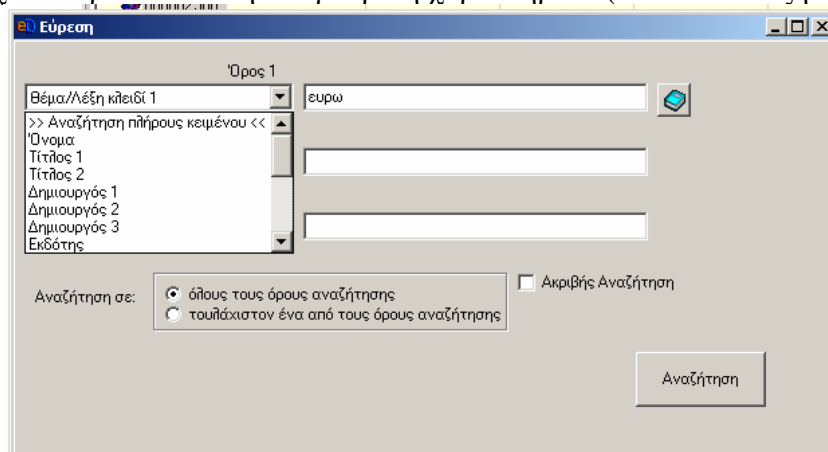 Εύρεση
Όρος 1
Θέμα/Λέξη κλειδί 1
ευρω
>> Αναζήτηση πλήρους κειμένου <<
Όνομα
Τίτλος 1
Τίτλος 2
Δημιουργός 1
Δημιουργός 2
Δημιουργός 3
Εκδότης
Αναζήτηση σε:
όλους τους όρους αναζήτησης
τουλάχιστον ένα από τους όρους αναζήτησης
Ακριβής Αναζήτηση
Αναζήτηση